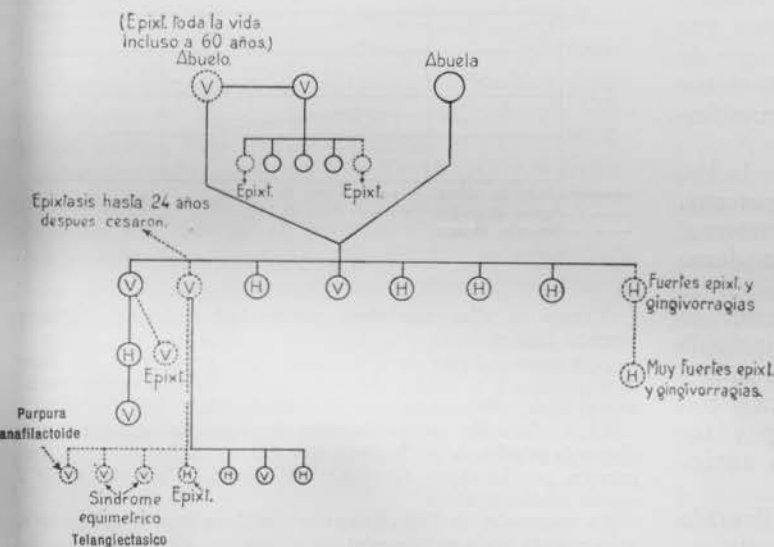 (Epixt. Toda la vida
incluso a 60 años.)
Abuelo.
Abuela
V
V
Epixt.
Epixt.
Epixtasis hasta 24 años
despues cesaron.
V
V
H
V
H
H
H
H
Fuertes epixt. y
gingivorragias
H
V
Epixt.
H
Muy fuertes epixt.
y gingivorragias.
V
Purpura
anafilactoide
V
V
V
H
H
V
H
Sindrome
equimetrico
Epixt.
Telanglectasico